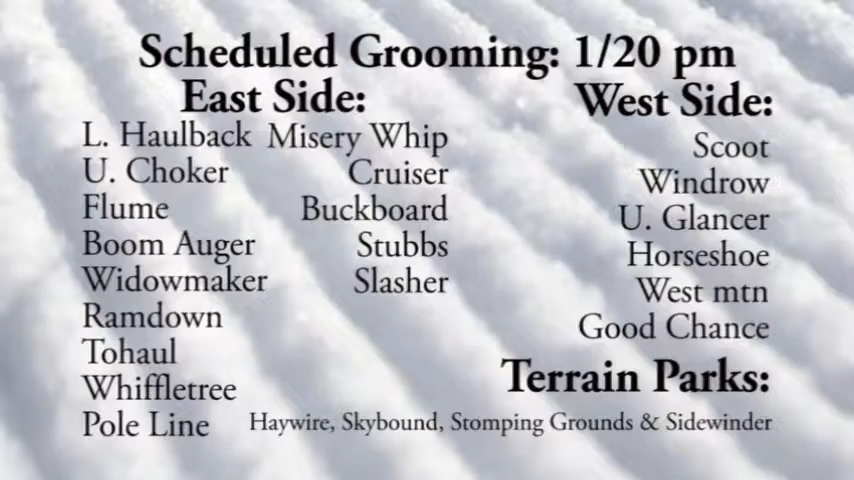 Scheduled Grooming: 1/20 pm
East Side:
L. Haulback
U. Choker
Flume
Boom Auger
Widowmaker
Ramdown
Tohaul
Whiffletree
Pole Line
Misery Whip
Cruiser
Buckboard
Stubbs
Slasher
West Side:
Scoot
Windrow
U. Glancer
Horseshoe
West mtn
Good Chance
Terrain Parks:
Haywire, Skybound, Stomping Grounds & Sidewinder